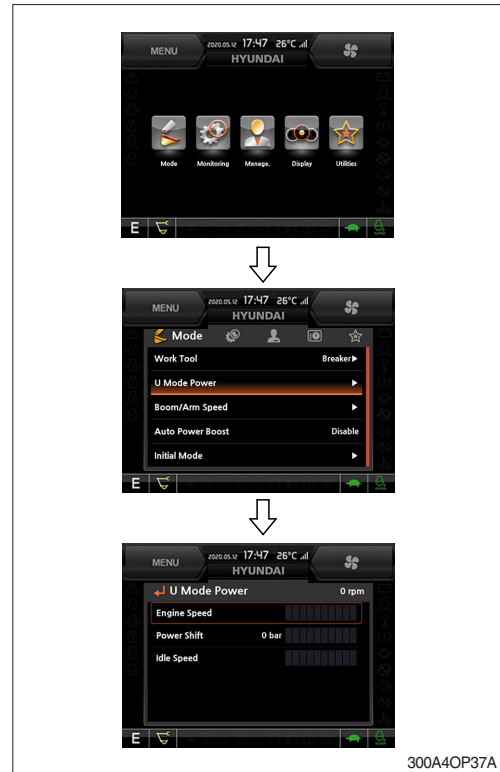 MENU 2020.05.12 17:47 26°C
HYUNDAI
Mode Monitoring Manage. Display Utilities
E
MENU 2020.05.12 17:47 26°C
HYUNDAI
Mode
Work Tool Breaker▶
U Mode Power ▶
Boom/Arm Speed ▶
Auto Power Boost Disable
Initial Mode ▶
E
MENU 2020.05.12 17:47 26°C
HYUNDAI
U Mode Power 0 rpm
Engine Speed
Power Shift 0 bar
Idle Speed
E
300A4OP37A